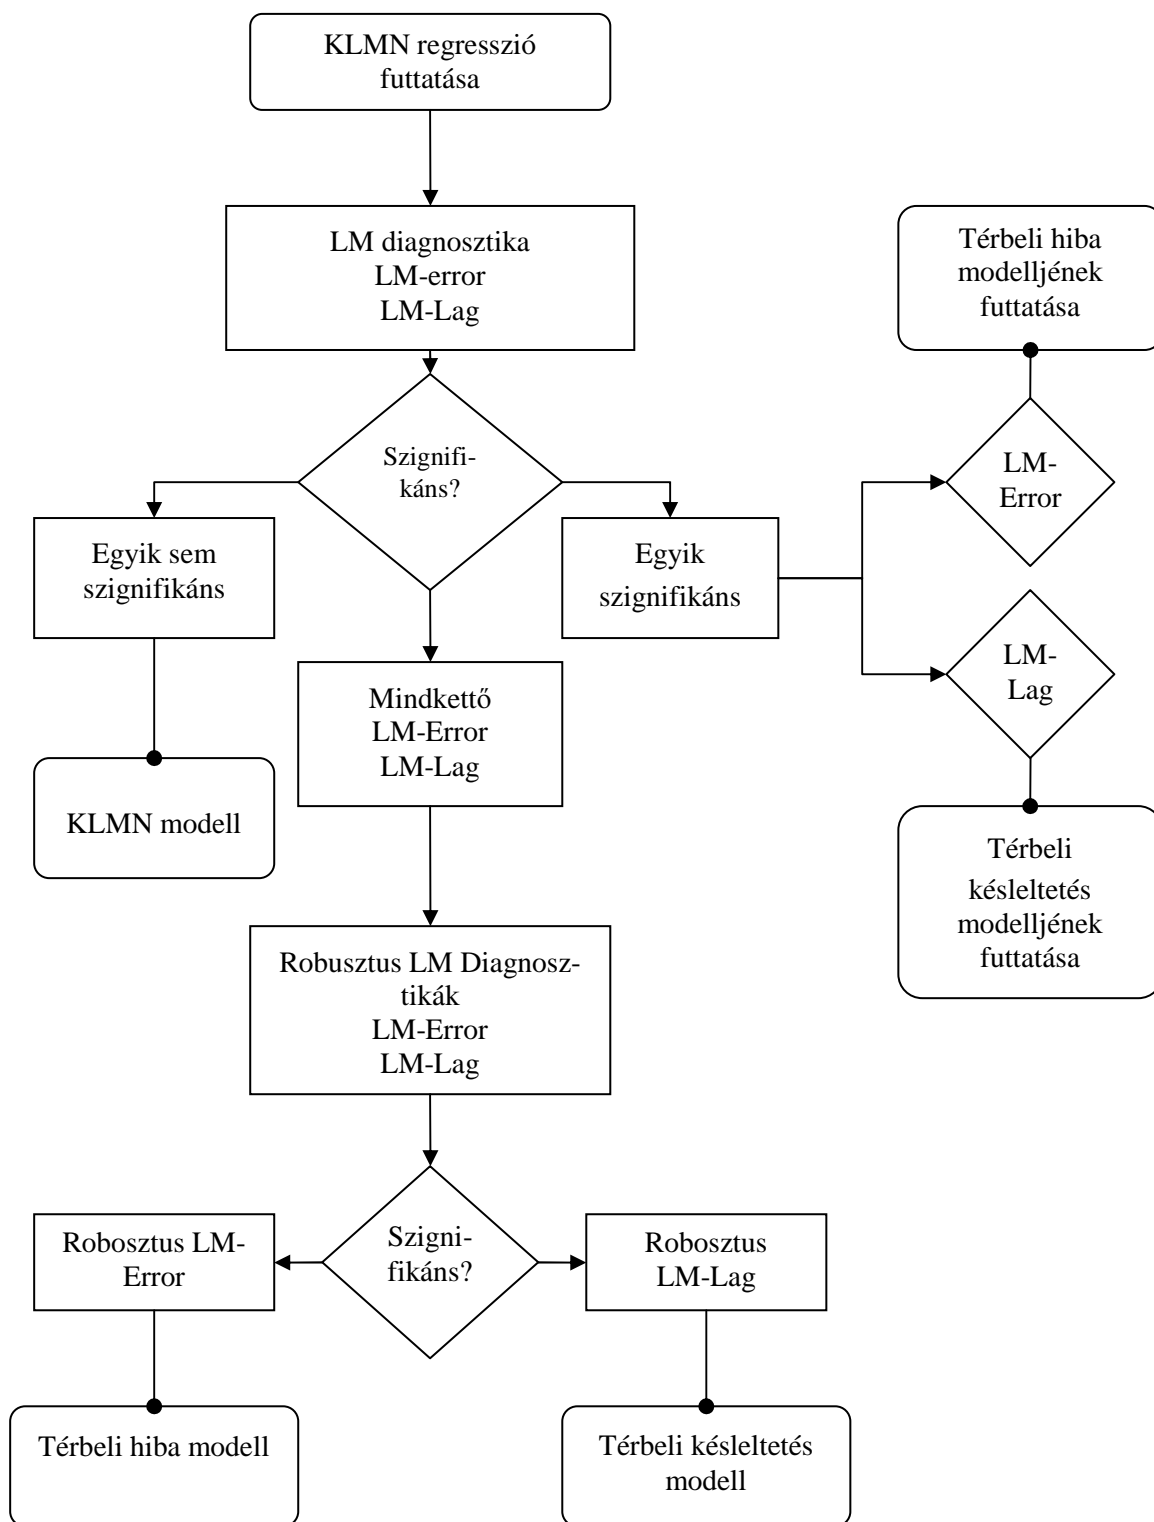 KLMN regresszió
futtatása
LM diagnosztika
LM-error
LM-Lag
Térbeli hiba
modelljének
futtatása
Szignifi-
káns?
LM-
Error
Egyik sem
szignifikáns
Egyik
szignifikáns
LM-
Lag
Mindkettő
LM-Error
LM-Lag
KLMN modell
Térbeli
késleltetés
modelljének
futtatása
Robusztus LM Diagnosz-
tikák
LM-Error
LM-Lag
Szigni-
fikáns?
Robosztus LM-
Error
Robosztus
LM-Lag
Térbeli hiba modell
Térbeli késleltetés
modell